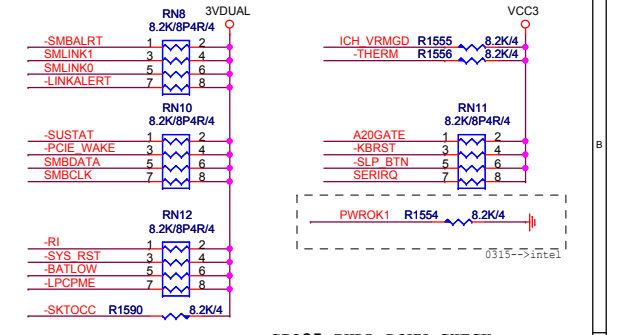 RN8 3VDUAL
8.2K/8P4R/4
-SMBALRT 1 2
SMLINK1 3 4
SMLINK0 5 6
-LINKALERT 7 8
RN10
8.2K/8P4R/4
-SUSTAT 1 2
-PCIE_WAKE 3 4
SMBDATA 5 6
SMBCLK 7 8
RN12
8.2K/8P4R/4
-RI 1 2
-SYS_RST 3 4
-BATLOW 5 6
-LPCPME 7 8
-SKTOCC R1590 8.2K/4
VCC3
ICH_VRMGD R1555 8.2K/4
-THERM R1556 8.2K/4
RN11
8.2K/8P4R/4
A20GATE 1 2
-KBRST 3 4
-SLP_BTN 5 6
SERIRQ 7 8
PWROK1 R1554 8.2K/4
0315-->intel
B